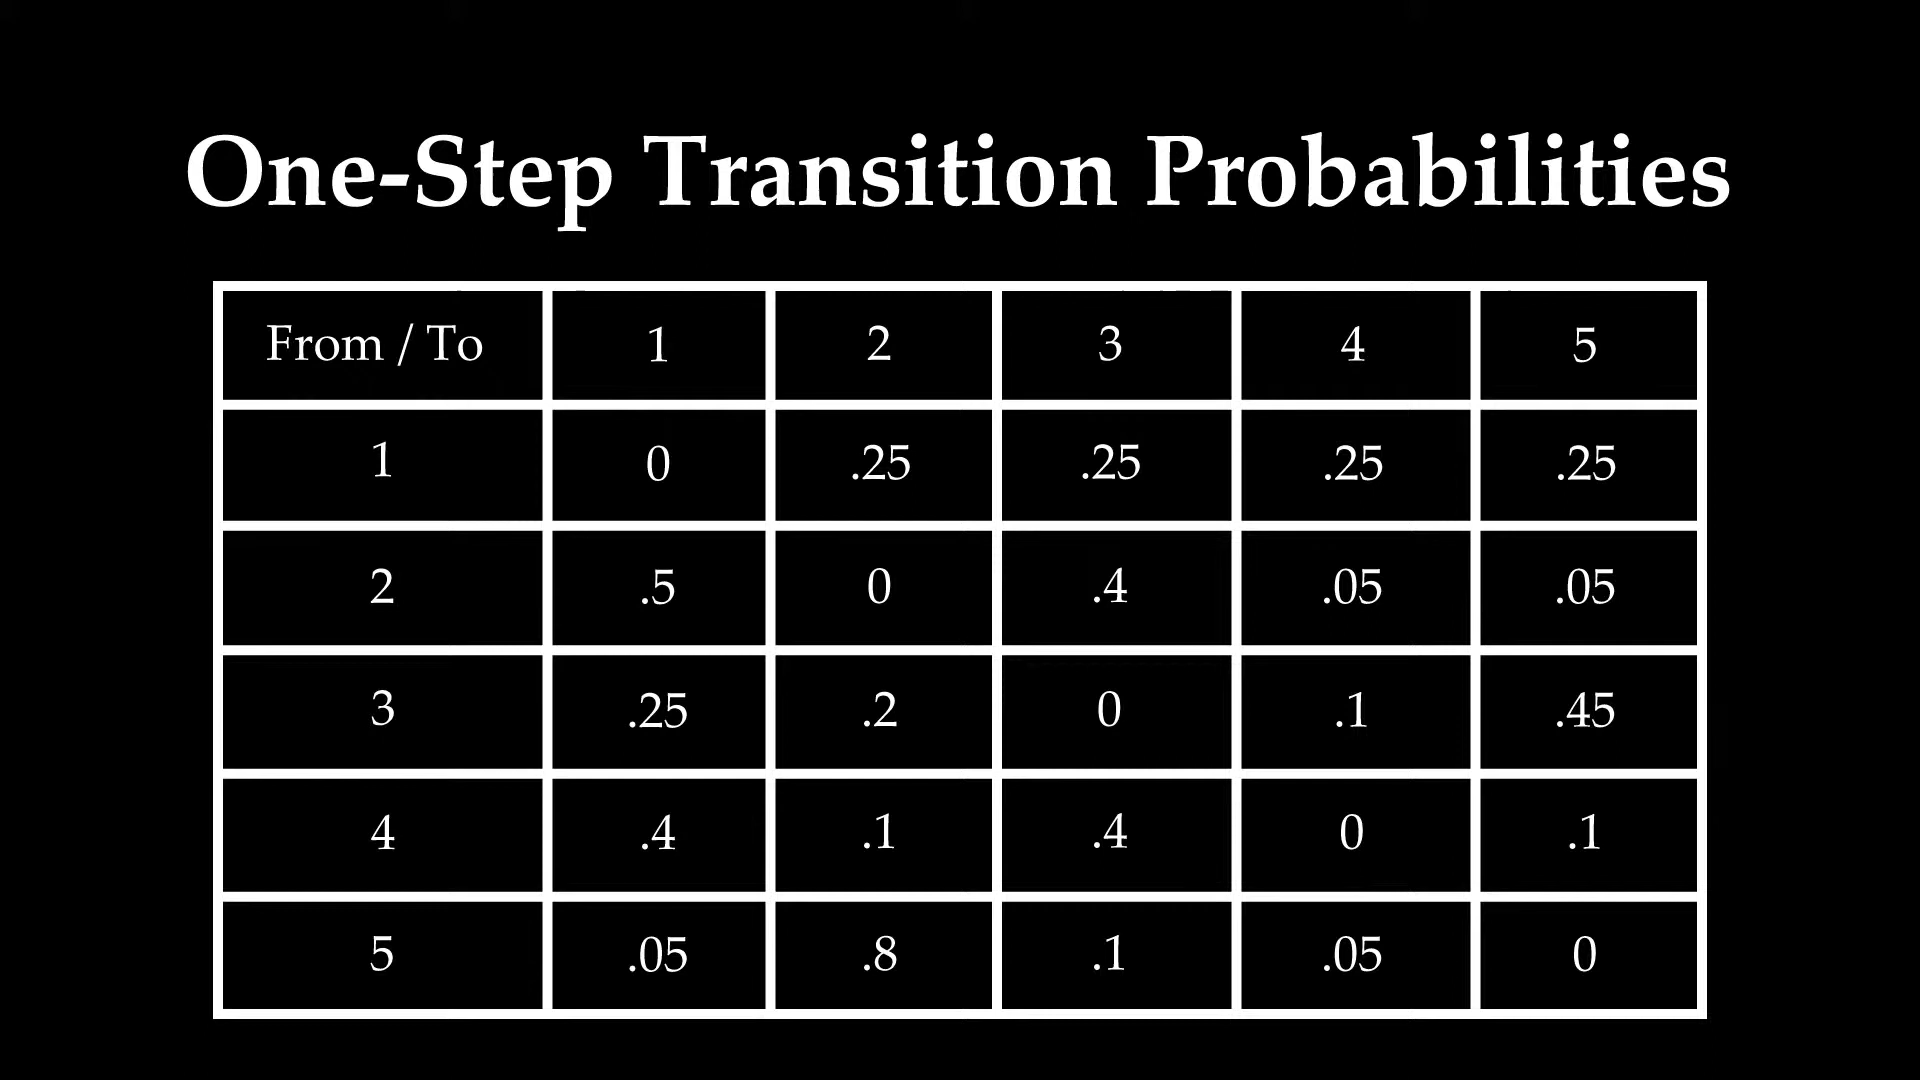 One-Step Transition Probabilities
From / To 1 2 3 4 5
1 0 .25 .25 .25 .25
2 .5 0 .4 .05 .05
3 .25 .2 0 .1 .45
4 .4 .1 .4 0 .1
5 .05 .8 .1 .05 0